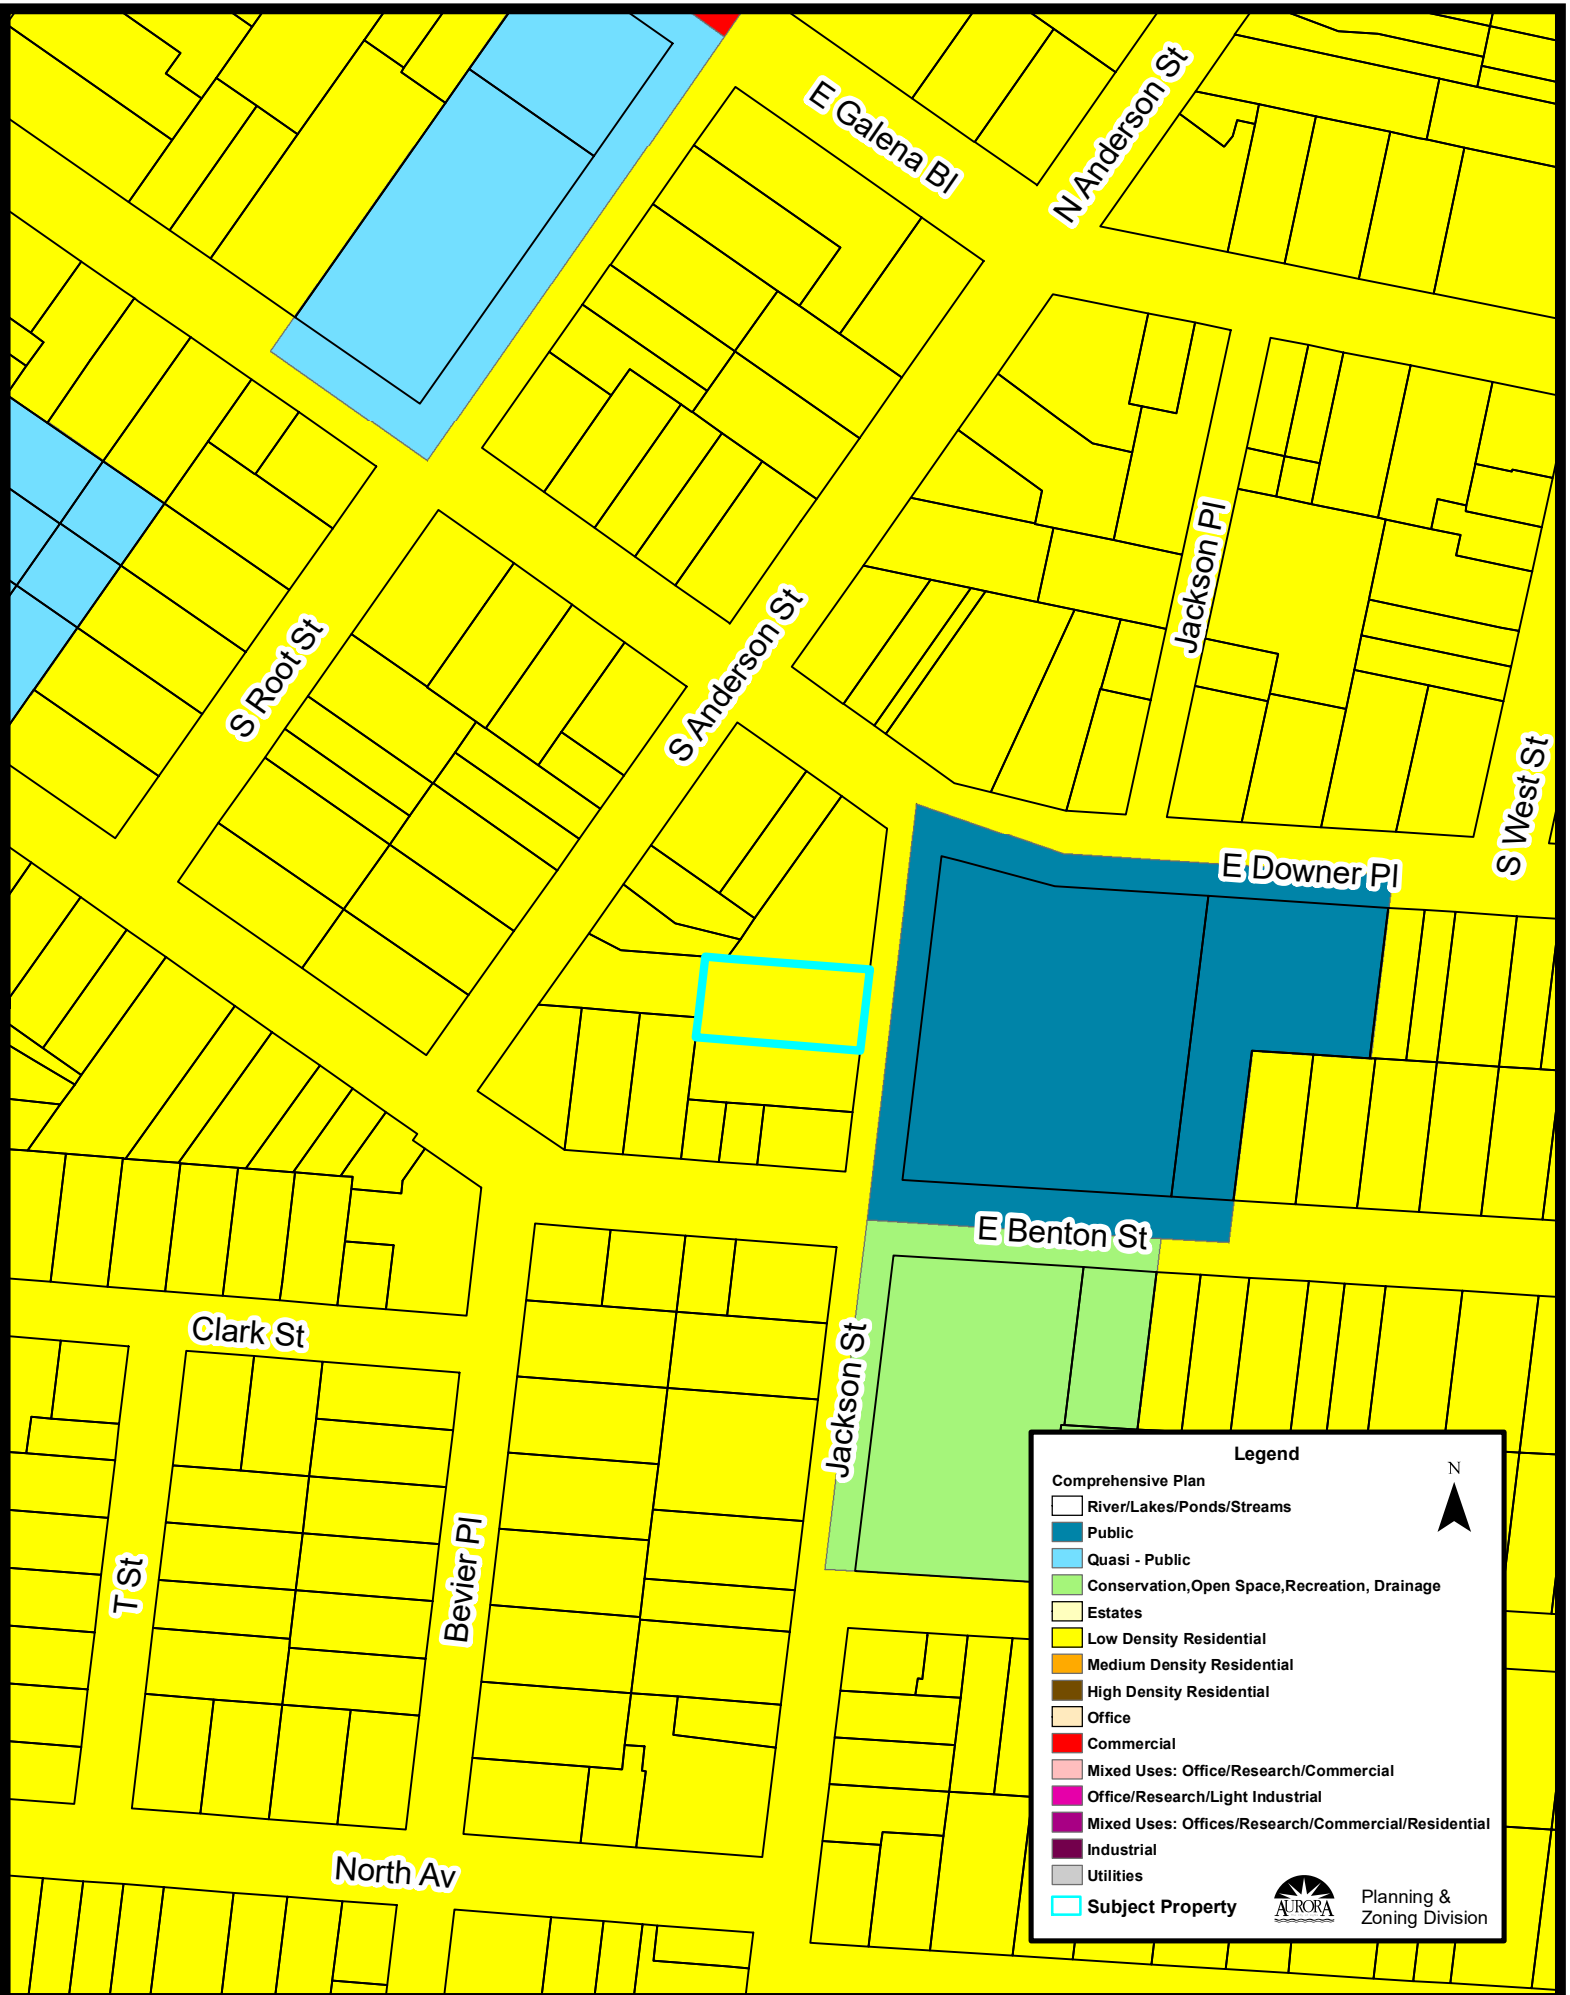 E Galena Bl
N Anderson St
Jackson Pl
S Root St
S Anderson St
S West St
E Downer Pl
E Benton St
Clark St
Jackson St
T St
Bevier Pl
North Av
Legend
N
Comprehensive Plan
River/Lakes/Ponds/Streams
Public
Quasi - Public
Conservation,Open Space,Recreation, Drainage
Estates
Low Density Residential
Medium Density Residential
High Density Residential
Office
Commercial
Mixed Uses: Office/Research/Commercial
Office/Research/Light Industrial
Mixed Uses: Offices/Research/Commercial/Residential
Industrial
Utilities
Subject Property
AURORA
Planning &
Zoning Division